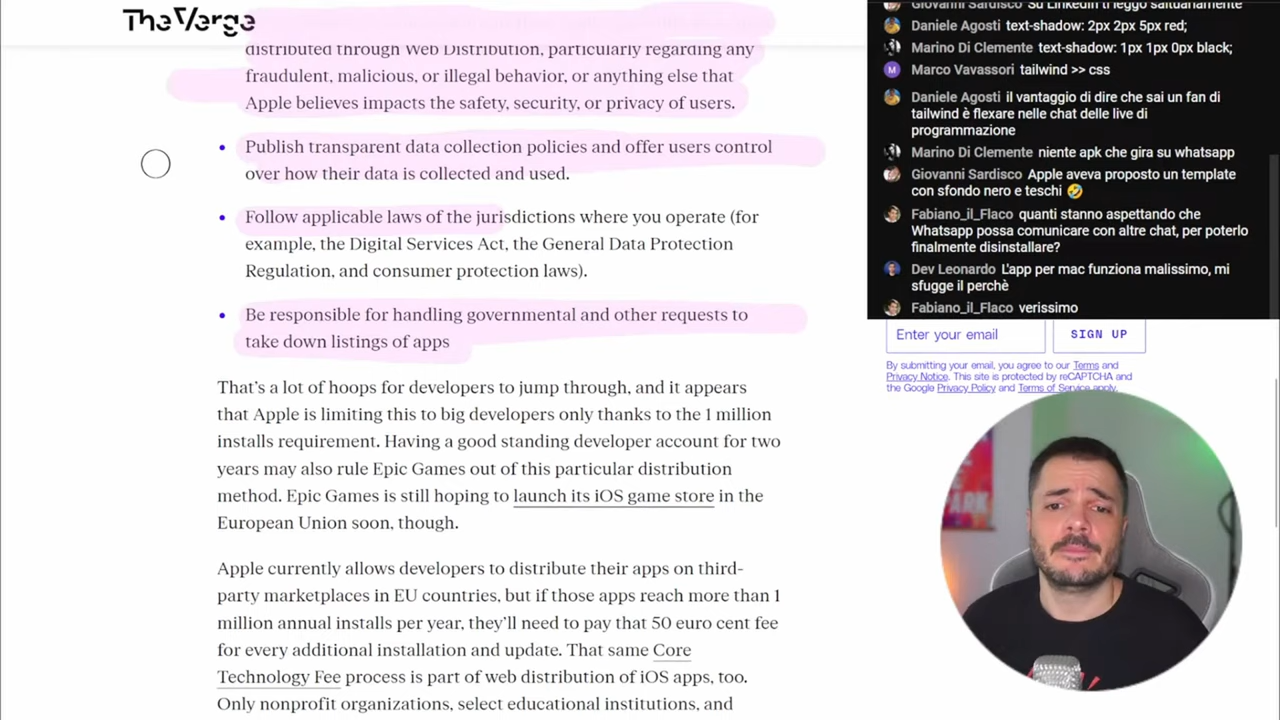 The Verge
distributed through Web Distribution, particularly regarding any
fraudulent, malicious, or illegal behavior, or anything else that
Apple believes impacts the safety, security, or privacy of users.
• Publish transparent data collection policies and offer users control
over how their data is collected and used.
• Follow applicable laws of the jurisdictions where you operate (for
example, the Digital Services Act, the General Data Protection
Regulation, and consumer protection laws).
• Be responsible for handling governmental and other requests to
take down listings of apps
That's a lot of hoops for developers to jump through, and it appears
that Apple is limiting this to big developers only thanks to the 1 million
installs requirement. Having a good standing developer account for two
years may also rule Epic Games out of this particular distribution
method. Epic Games is still hoping to launch its iOS game store in the
European Union soon, though.
Apple currently allows developers to distribute their apps on third-
party marketplaces in EU countries, but if those apps reach more than 1
million annual installs per year, they'll need to pay that 50 euro cent fee
for every additional installation and update. That same Core
Technology Fee process is part of web distribution of iOS apps, too.
Only nonprofit organizations, select educational institutions, and
Giovanni Sardisco Su LinkedIn ti leggo saltuariamente
Daniele Agosti text-shadow: 2px 2px 5px red;
Marino Di Clemente text-shadow: 1px 1px 0px black;
M Marco Vavassori tailwind >> css
Daniele Agosti il vantaggio di dire che sai un fan di
tailwind è flexare nelle chat delle live di
programmazione
Marino Di Clemente niente apk che gira su whatsapp
Giovanni Sardisco Apple aveva proposto un template
con sfondo nero e teschi 🤣
Fabiano_il_Flaco quanti stanno aspettando che
Whatsapp possa comunicare con altre chat, per poterlo
finalmente disinstallare?
Dev Leonardo L'app per mac funziona malissimo, mi
sfugge il perchè
Fabiano_il_Flaco verissimo
Enter your email
SIGN UP
By submitting your email, you agree to our Terms and
Privacy Notice. This site is protected by reCAPTCHA and
the Google Privacy Policy and Terms of Service apply.